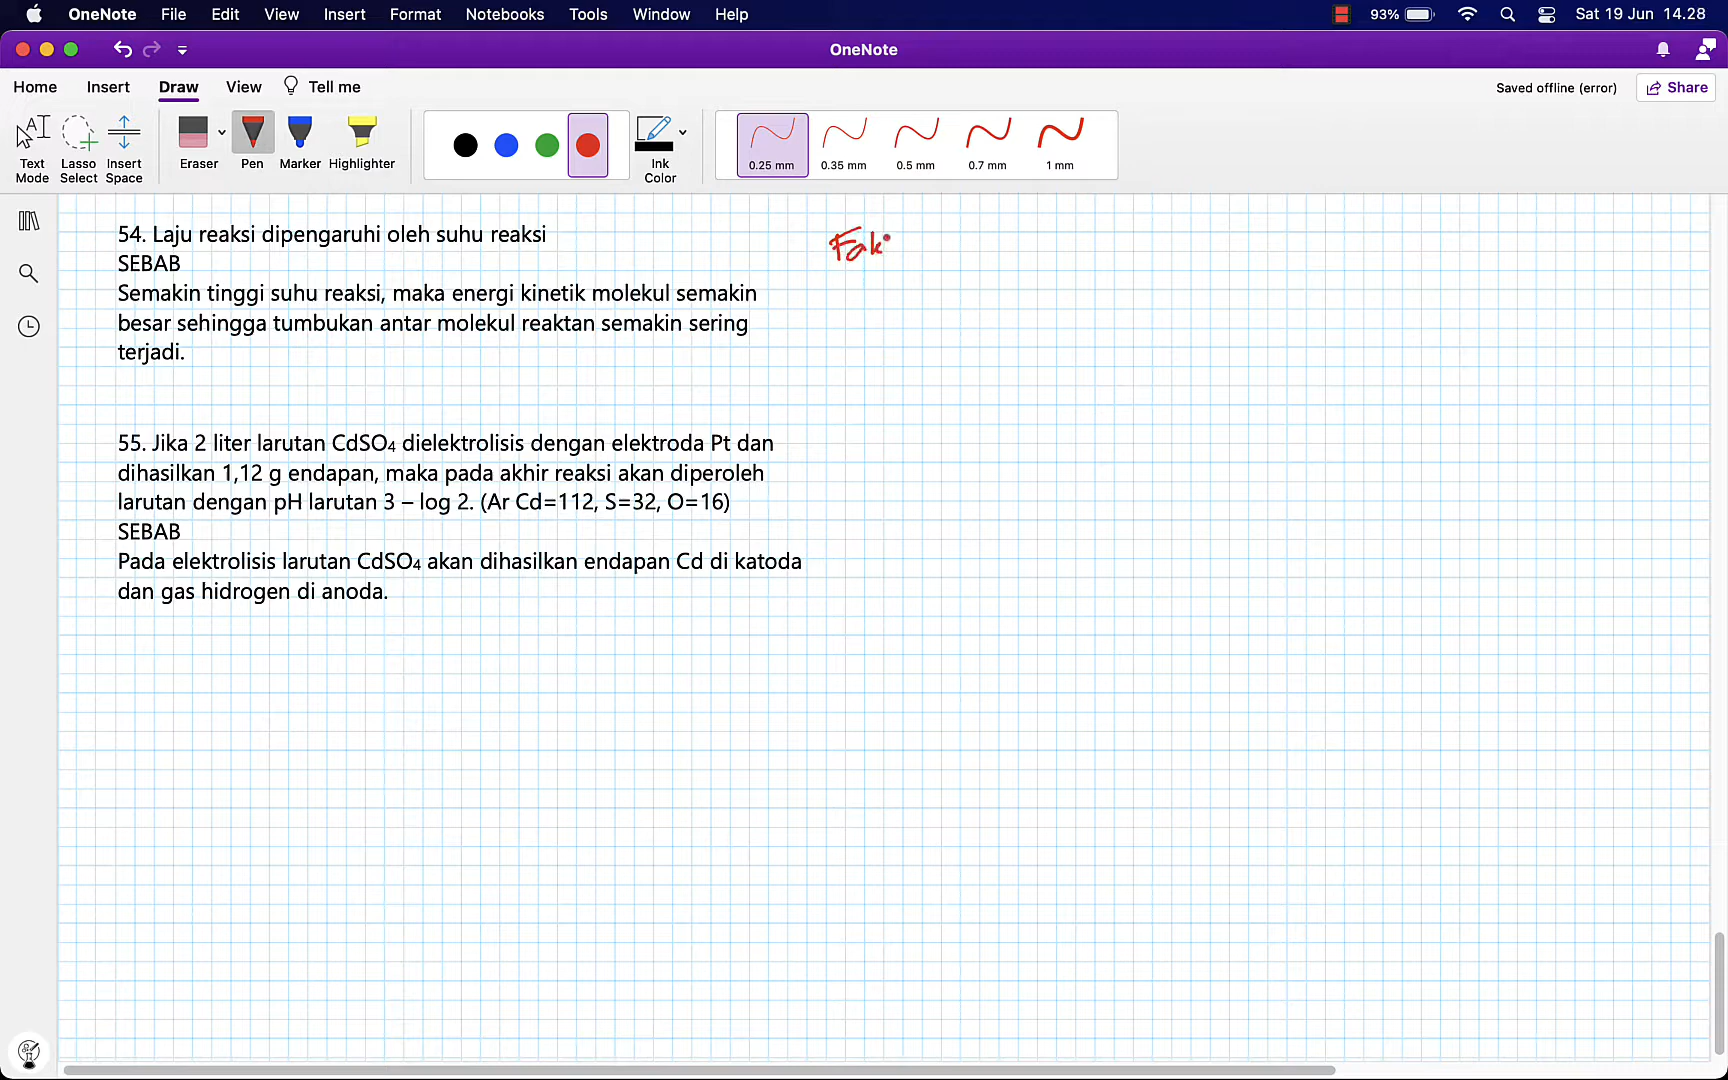 OneNote File Edit View Insert Format Notebooks Tools Window Help 93% Sat 19 Jun 14.28
OneNote
Home Insert Draw View Tell me Saved offline (error) Share
Text Mode Lasso Select Insert Space Eraser Pen Marker Highlighter Ink Color 0.25 mm 0.35 mm 0.5 mm 0.7 mm 1 mm
54. Laju reaksi dipengaruhi oleh suhu reaksi
Fak
SEBAB
Semakin tinggi suhu reaksi, maka energi kinetik molekul semakin
besar sehingga tumbukan antar molekul reaktan semakin sering
terjadi.
55. Jika 2 liter larutan CdSO₄ dielektrolisis dengan elektroda Pt dan
dihasilkan 1,12 g endapan, maka pada akhir reaksi akan diperoleh
larutan dengan pH larutan 3 – log 2. (Ar Cd=112, S=32, O=16)
SEBAB
Pada elektrolisis larutan CdSO₄ akan dihasilkan endapan Cd di katoda
dan gas hidrogen di anoda.